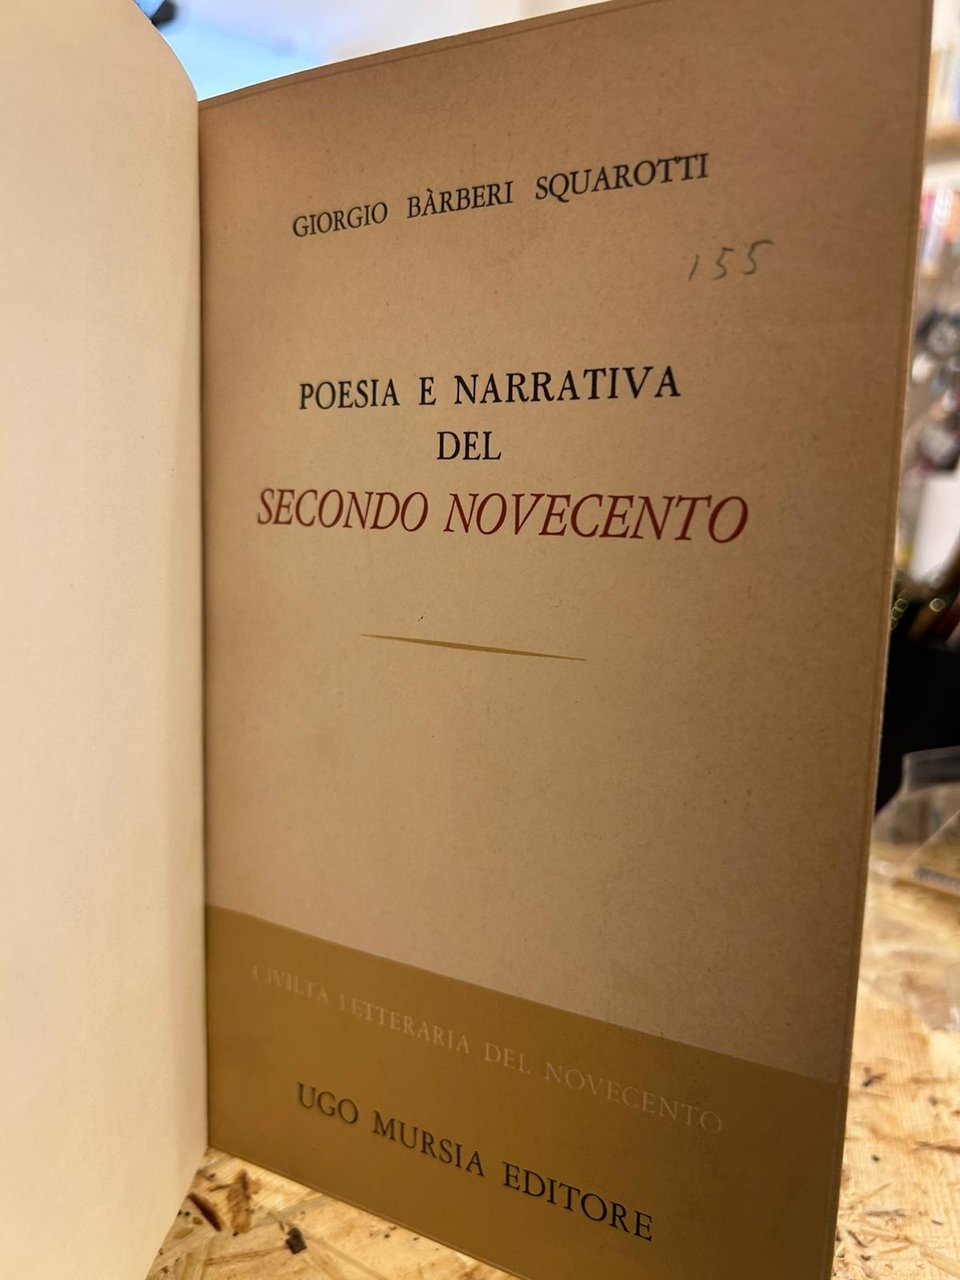 GIORGIO BÀRBERI SQUAROTTI
155
POESIA E NARRATIVA
DEL
SECONDO NOVECENTO
CIVILTÀ LETTERARIA DEL NOVECENTO
UGO MURSIA EDITORE